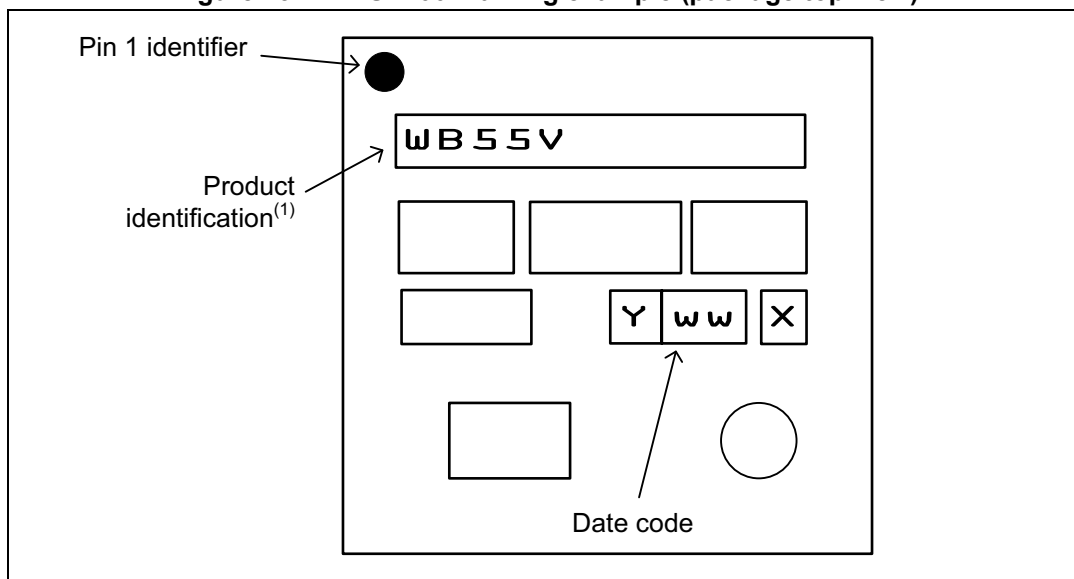 Pin 1 identifier
WB55V
Product
identification(1)
Y ww X
Date code